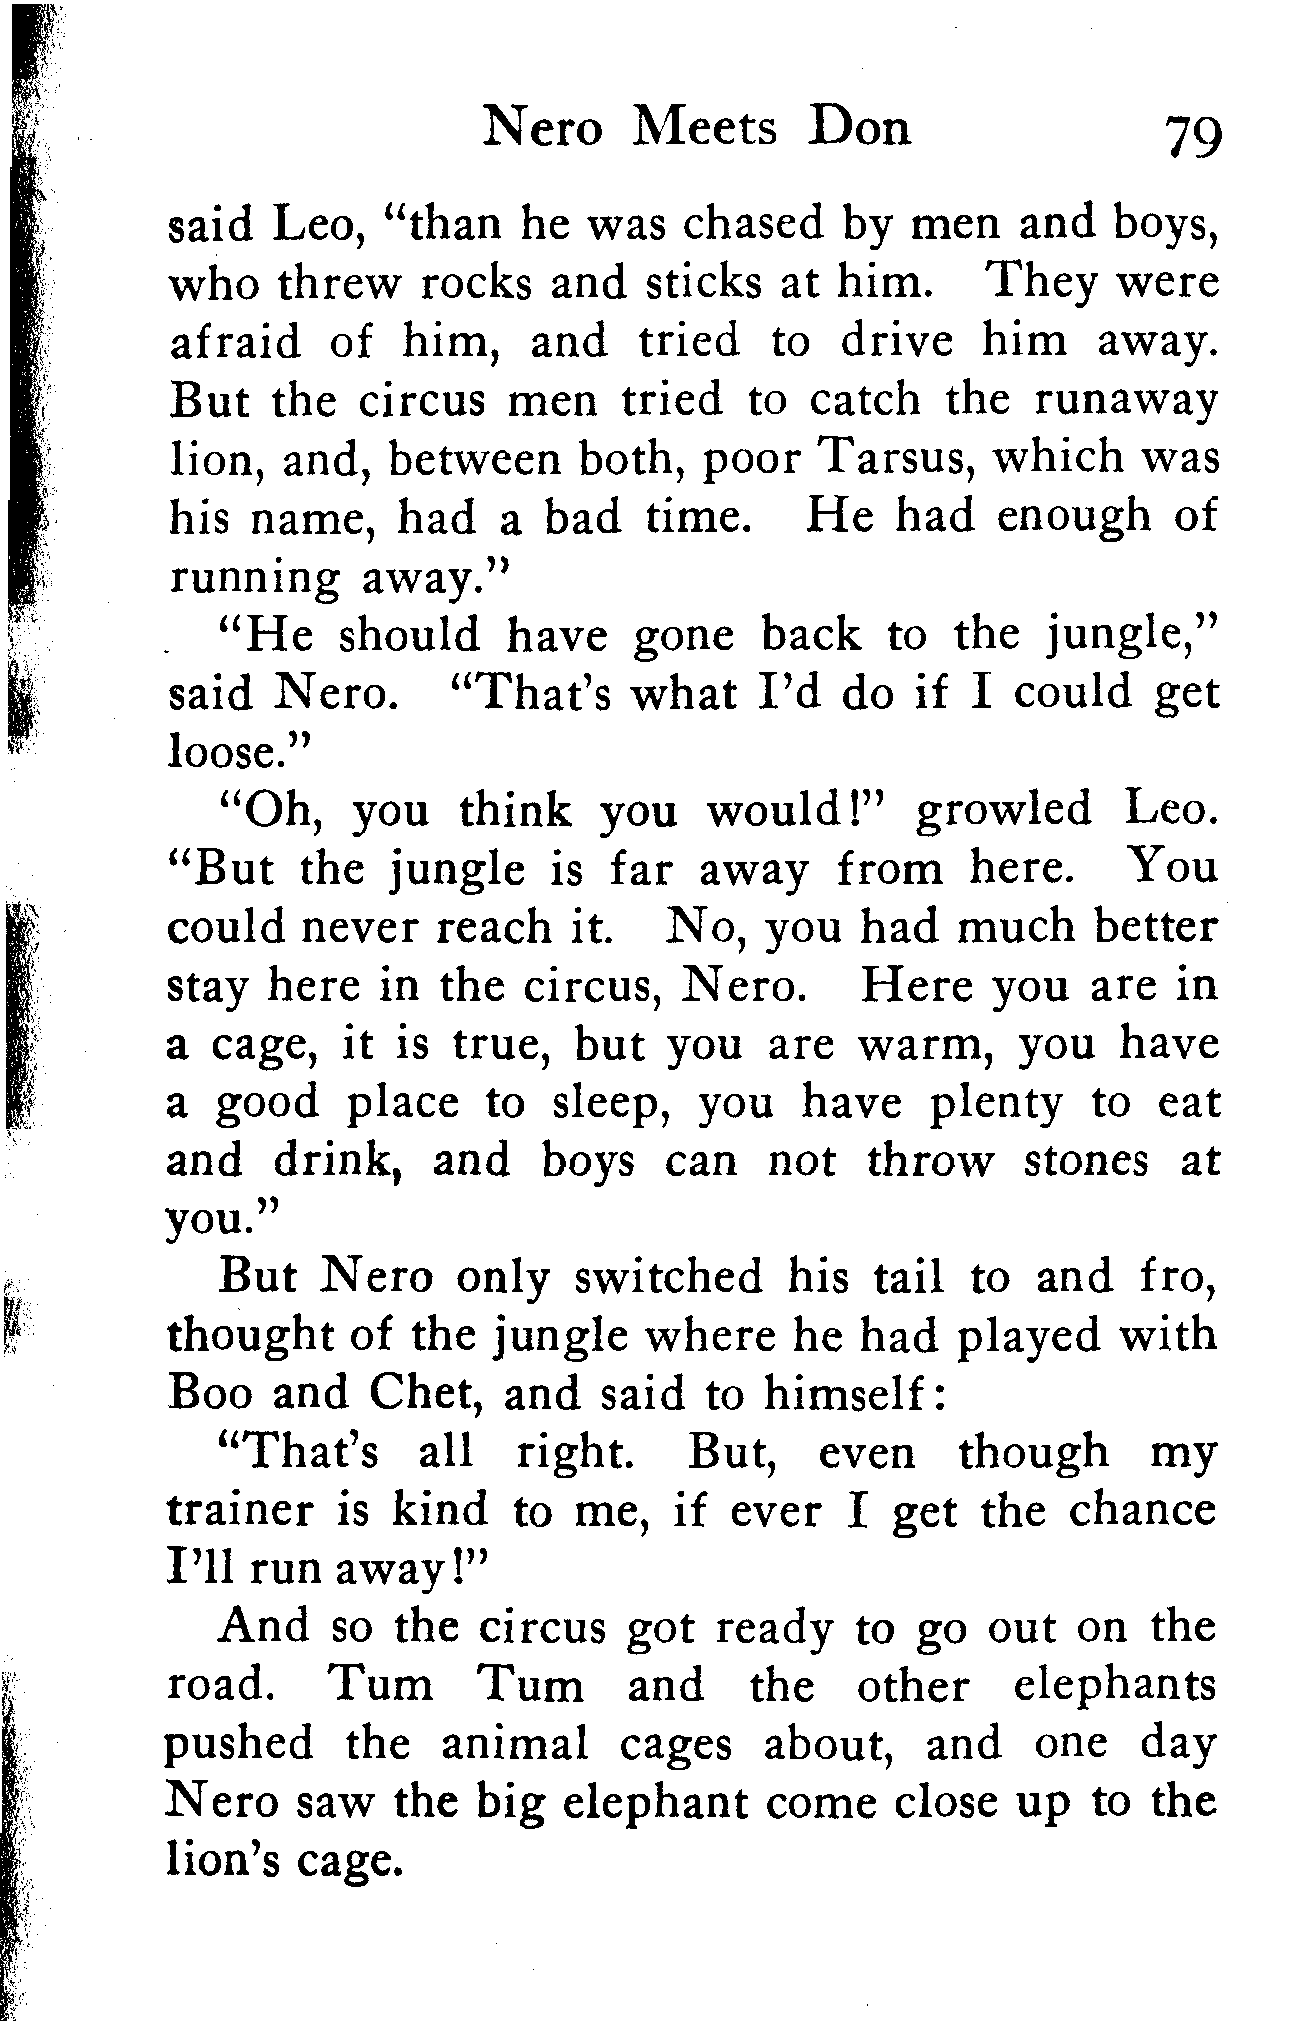 Nero Meets Don 79
said Leo, “than he was chased by men and boys,
who threw rocks and sticks at him. They were
afraid of him, and tried to drive him away.
But the circus men tried to catch the runaway
lion, and, between both, poor Tarsus, which was
his name, had a bad time. He had enough of
running away.”
“He should have gone back to the jungle,”
said Nero. “That’s what I’d do if I could get
loose.”
“Oh, you think you would!” growled Leo.
“But the jungle is far away from here. You
could never reach it. No, you had much better
stay here in the circus, Nero. Here you are in
a cage, it is true, but you are warm, you have
a good place to sleep, you have plenty to eat
and drink, and boys can not throw stones at
you.”
But Nero only switched his tail to and fro,
thought of the jungle where he had played with
Boo and Chet, and said to himself:
“That’s all right. But, even though my
trainer is kind to me, if ever I get the chance
I’ll run away!”
And so the circus got ready to go out on the
road. Tum Tum and the other elephants
pushed the animal cages about, and one day
Nero saw the big elephant come close up to the
lion’s cage.